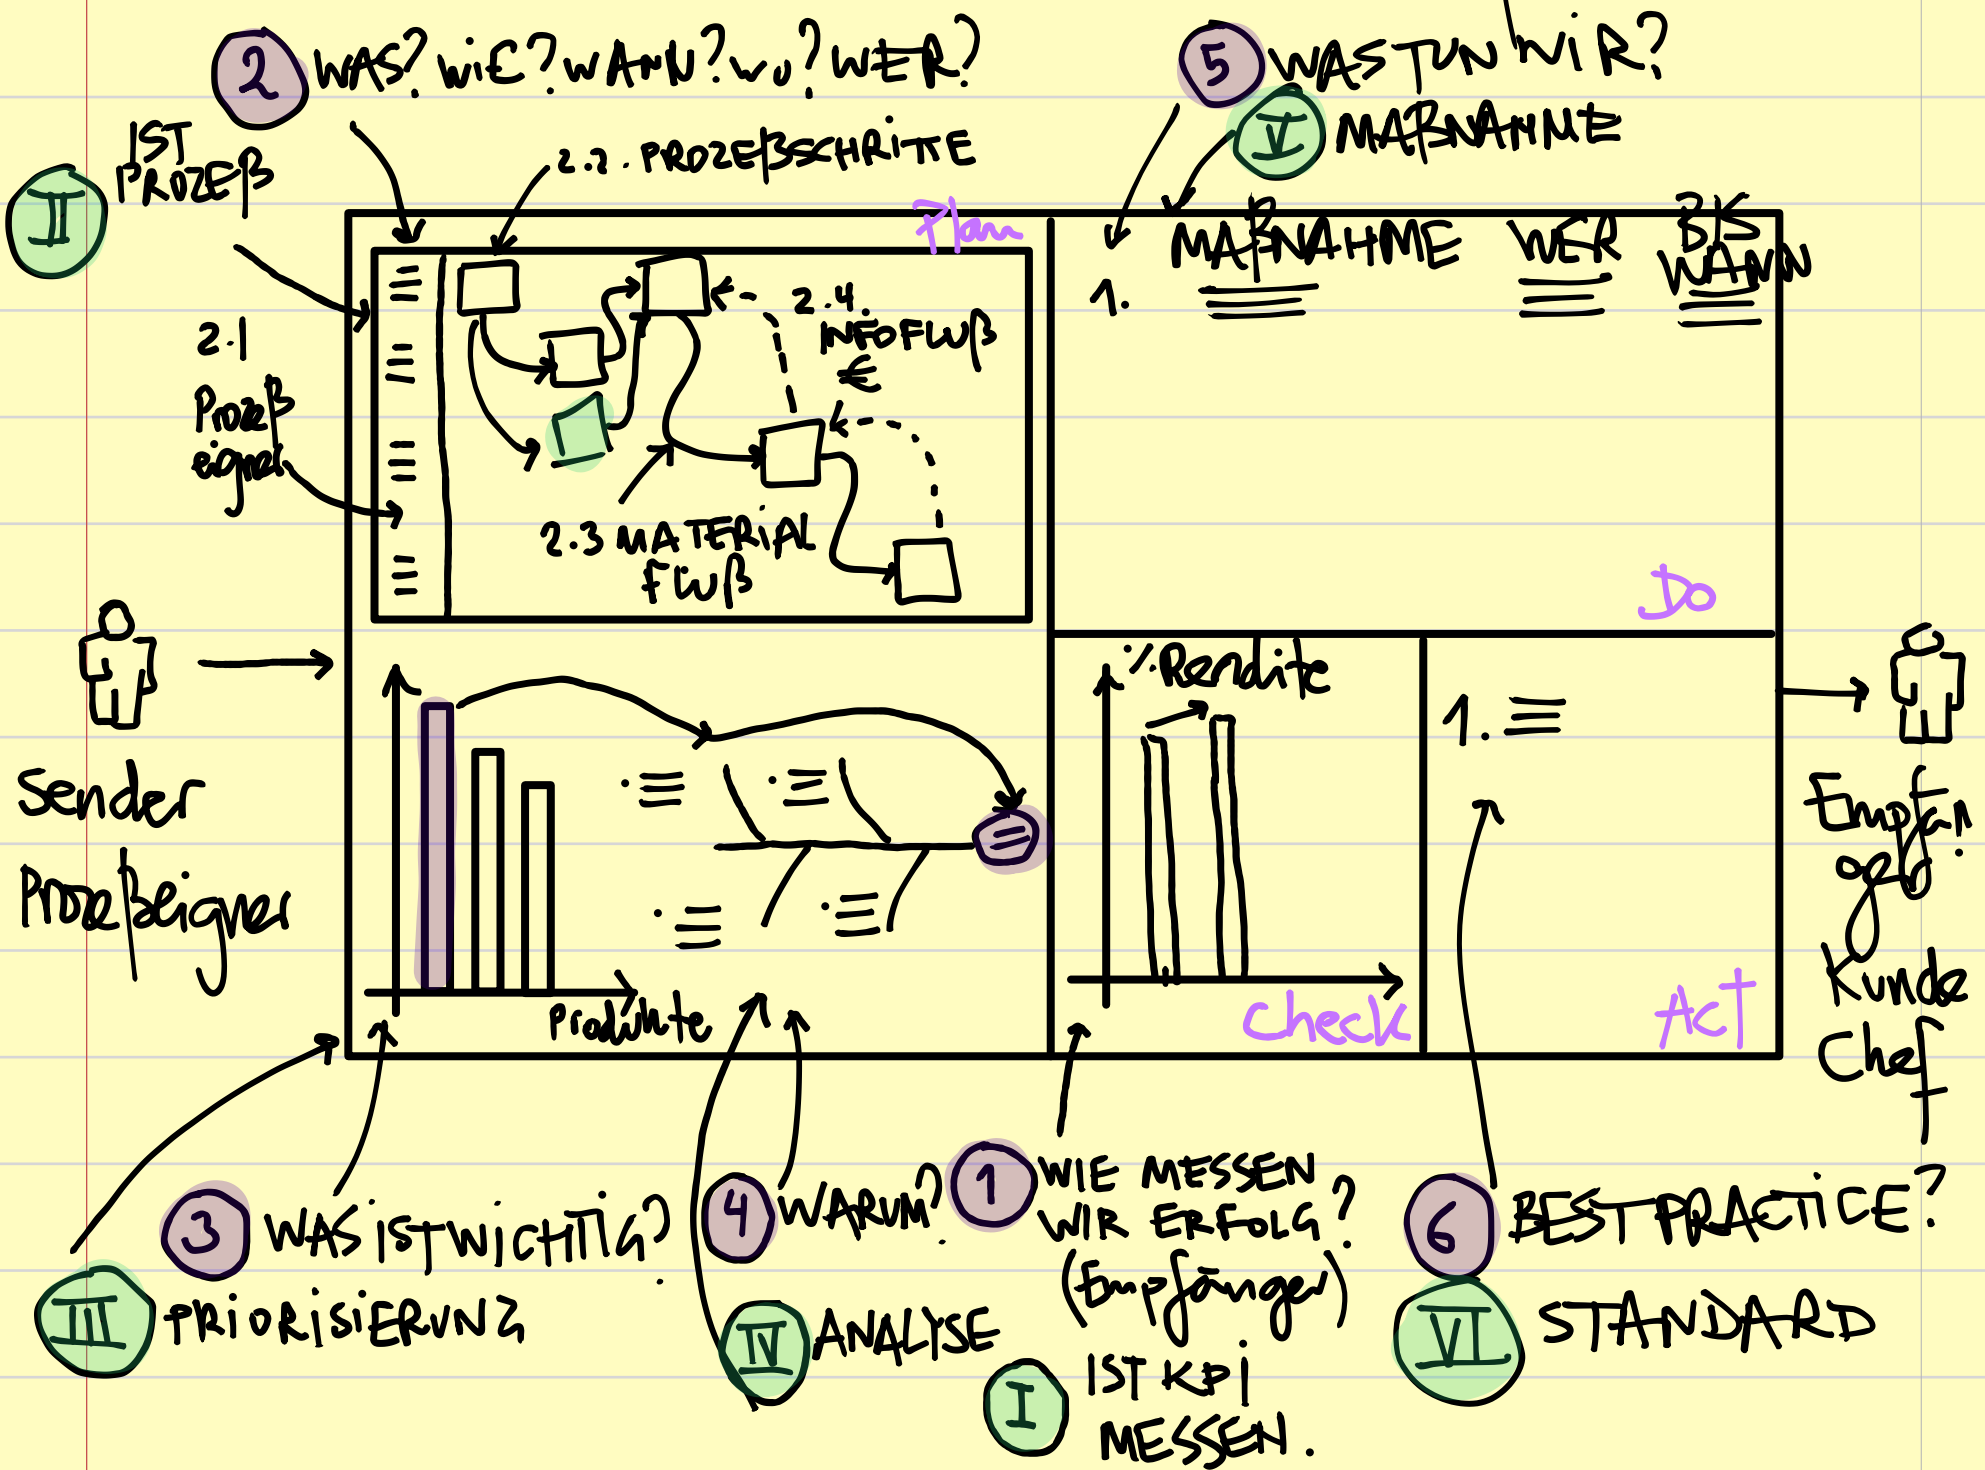 2 WAS? WIE? WANN? WO? WER?
5 WAS TUN WIR?
V MAßNAHME
II IST
PROZEß
2.2. PROZEßSCHRITTE
Plan
MAßNAHME WER BIS
WANN
1.
2.4
INFOFLUß
2.1
Prozeß
eigner
2.3 MATERIAL
FLUß
Do
%Rendite
1.
Sender
Prozeßeigner
Empfän
ger
Kunde
Chef
Produkte
Check
Act
3 WAS IST WICHTIG?
III PRIORISIERUNG
4 WARUM?
IV ANALYSE
1 WIE MESSEN
WIR ERFOLG?
(Empfänger)
I IST KPI
MESSEN.
6 BEST PRACTICE?
VI STANDARD